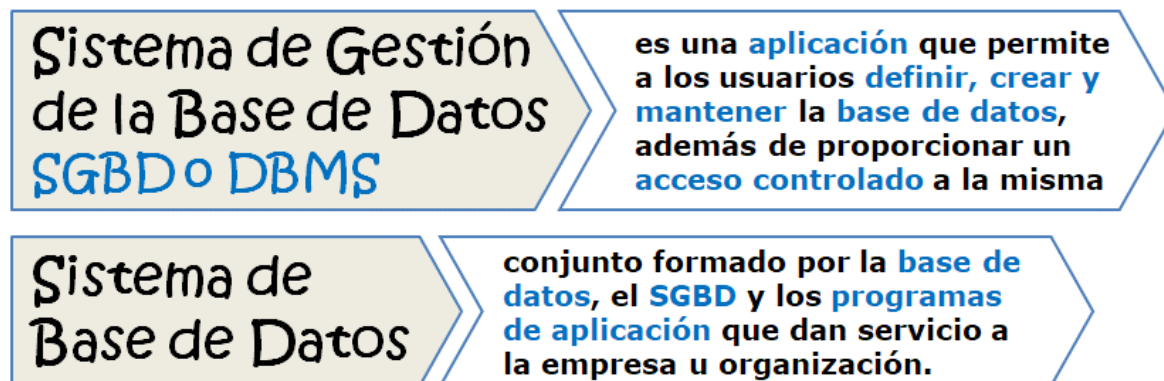 Sistema de Gestión
de la Base de Datos
SGBD o DBMS
es una aplicación que permite
a los usuarios definir, crear y
mantener la base de datos,
además de proporcionar un
acceso controlado a la misma
Sistema de
Base de Datos
conjunto formado por la base de
datos, el SGBD y los programas
de aplicación que dan servicio a
la empresa u organización.